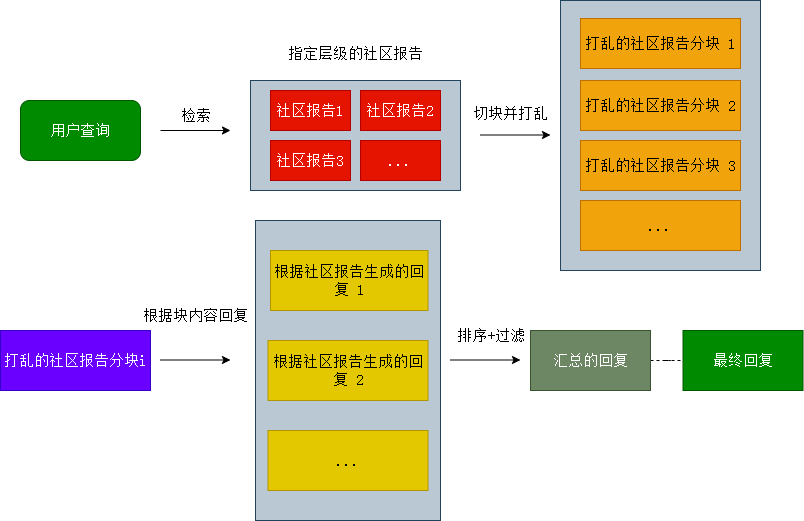 指定层级的社区报告
用户查询
检索
社区报告1
社区报告2
社区报告3
...
切块并打乱
打乱的社区报告分块 1
打乱的社区报告分块 2
打乱的社区报告分块 3
...
打乱的社区报告分块i
根据块内容回复
根据社区报告生成的回
复 1
根据社区报告生成的回
复 2
...
排序+过滤
汇总的回复
最终回复